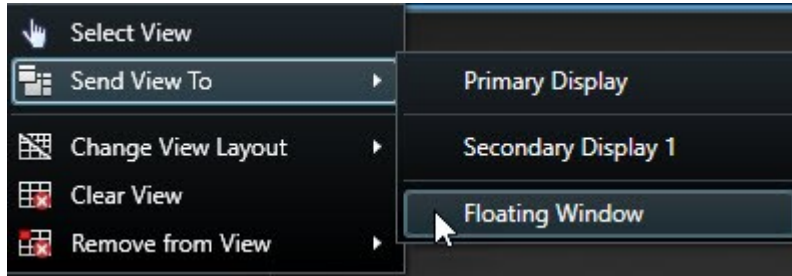 Select View
Send View To
Change View Layout
Clear View
Remove from View
Primary Display
Secondary Display 1
Floating Window